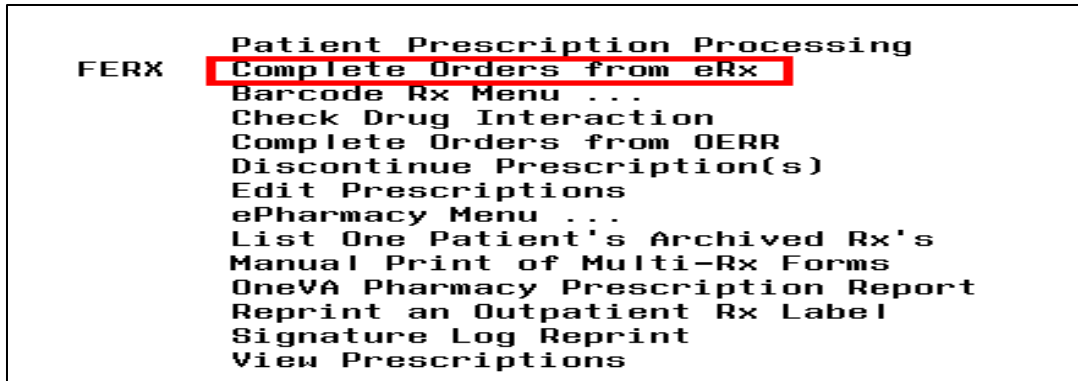 Patient Prescription Processing
FERX Complete Orders from eRx
Barcode Rx Menu ...
Check Drug Interaction
Complete Orders from OERR
Discontinue Prescription(s)
Edit Prescriptions
ePharmacy Menu ...
List One Patient's Archived Rx's
Manual Print of Multi-Rx Forms
OneVA Pharmacy Prescription Report
Reprint an Outpatient Rx Label
Signature Log Reprint
View Prescriptions